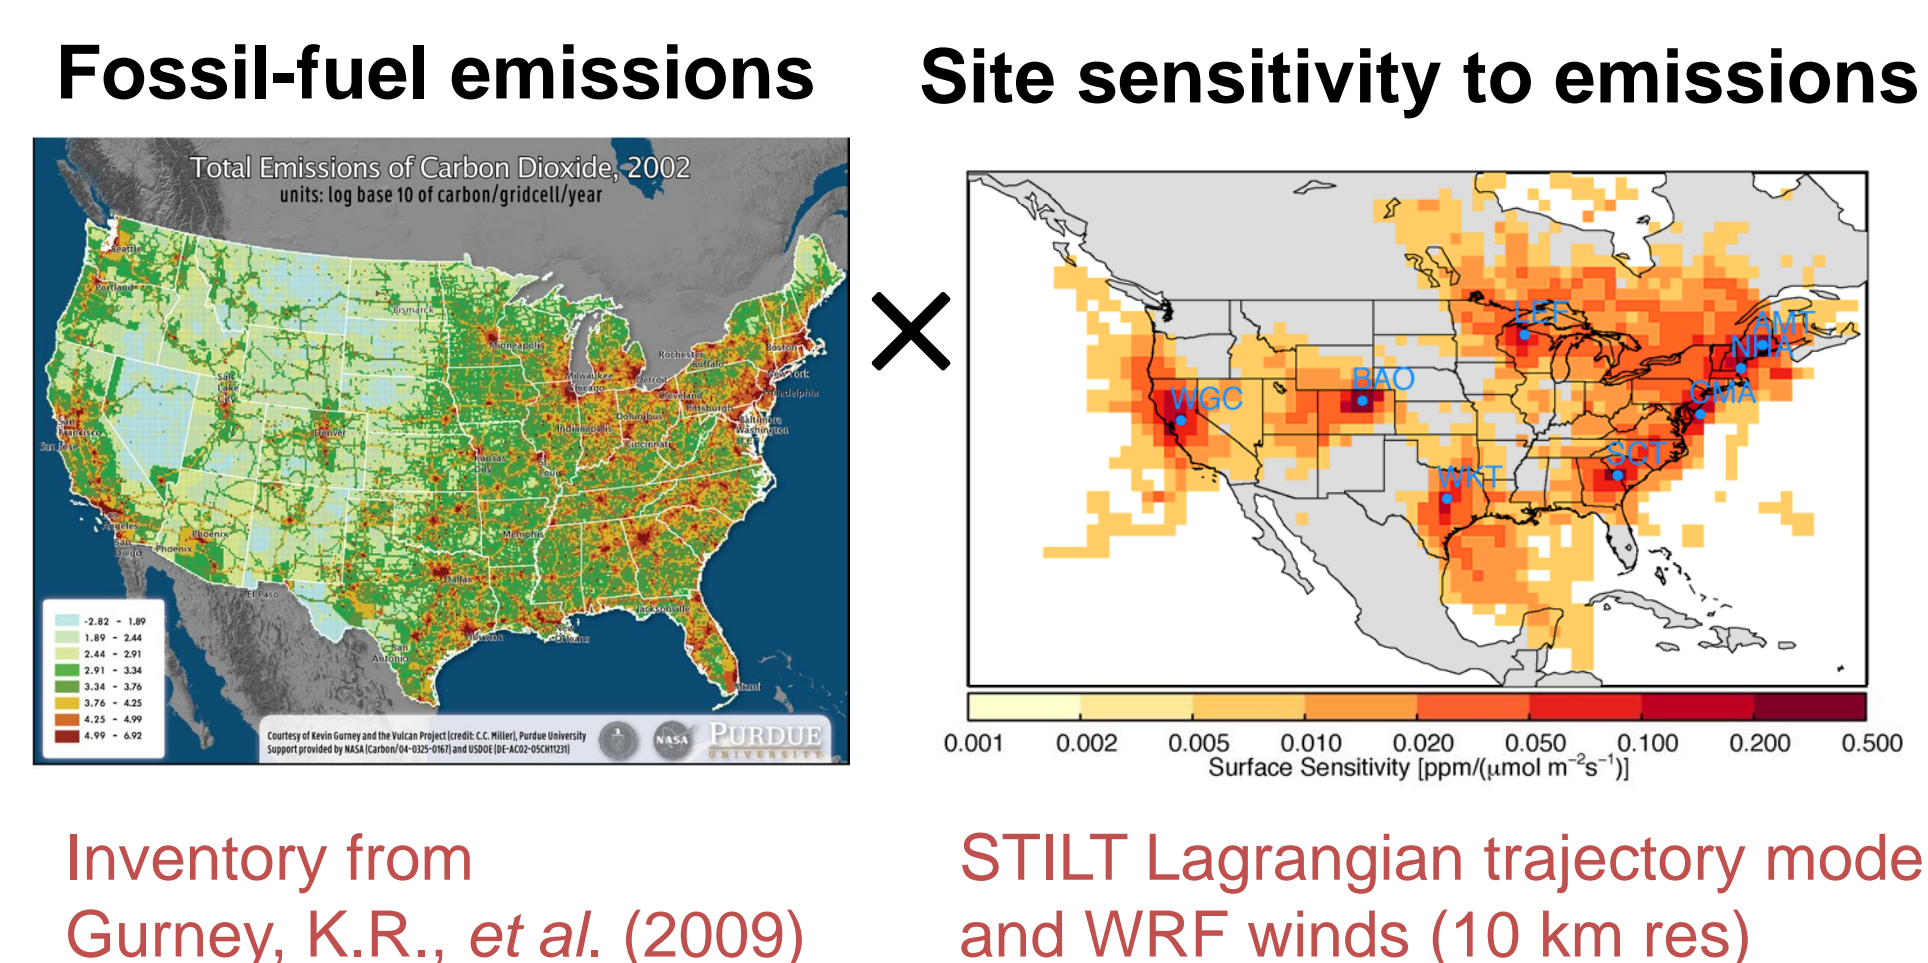 Fossil-fuel emissions
Site sensitivity to emissions
Total Emissions of Carbon Dioxide, 2002
units: log base 10 of carbon/gridcell/year
Seattle
Portland
Bismarck
Minneapolis
Rochester
Boston
Buffalo
New York
Milwaukee
Detroit
Chicago
Cleveland
Philadelphia
Salt
Lake
City
Pittsburgh
Columbus
Baltimore
Washington
D.C.
San
Francisco
San Jose
Denver
Indianapolis
Cincinnati
Kansas
City
St.
Louis
Los
Angeles
San
Diego
Phoenix
Phoenix
Memphis
Dallas
El Paso
Jacksonville
Houston
New
Orleans
San
Antonio
Miami
-2.82 - 1.89
1.89 - 2.44
2.44 - 2.91
2.91 - 3.34
3.34 - 3.76
3.76 - 4.25
4.25 - 4.99
4.99 - 6.92
Courtesy of Kevin Gurney and the Vulcan Project (credit: C.C. Miller), Purdue University
Support provided by NASA (Carbon/04-0325-0167) and USDOE (DE-AC02-05CH11231)
NASA
PURDUE
UNIVERSITY
×
LEF
AMT
NHA
BAO
WGC
CMA
SCT
WKT
0.001 0.002 0.005 0.010 0.020 0.050 0.100 0.200 0.500
Surface Sensitivity [ppm/(μmol m⁻²s⁻¹)]
Inventory from
Gurney, K.R., et al. (2009)
STILT Lagrangian trajectory mode
and WRF winds (10 km res)